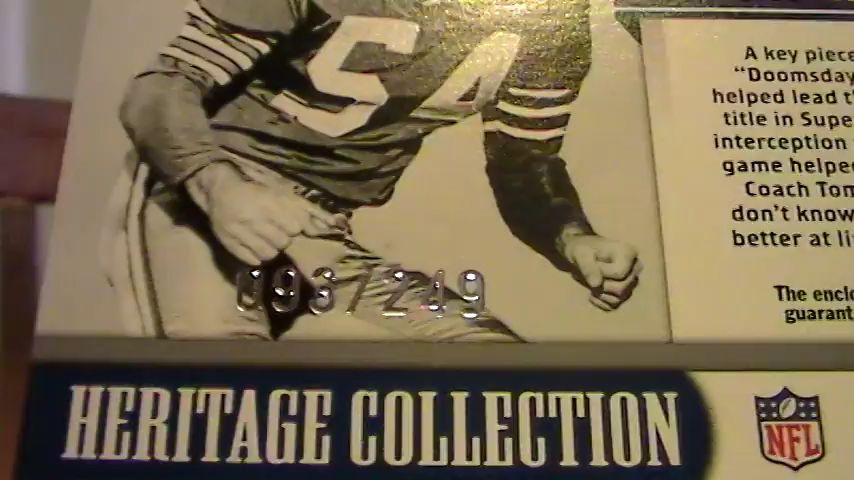 54
A key piece
"Doomsday
helped lead t
title in Supe
interception
game helpe
Coach Tom
don't know
better at li
The enclo
guarant
093/249
HERITAGE COLLECTION
NFL